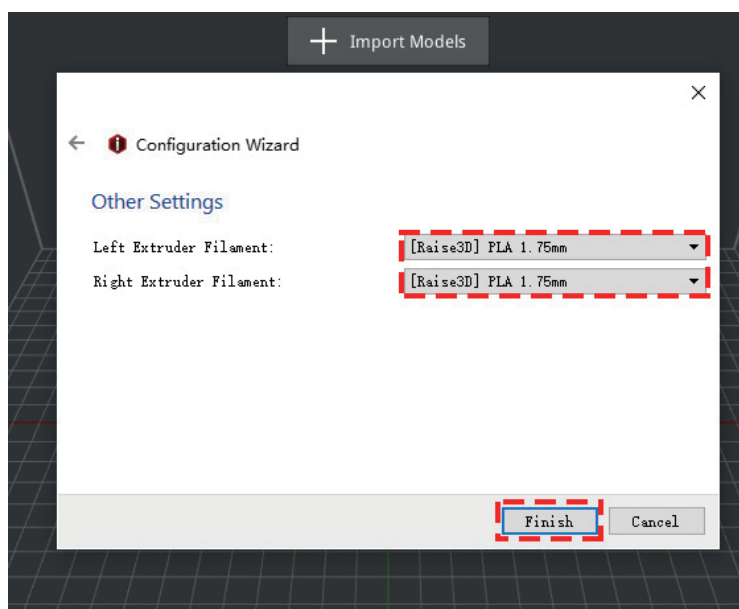 Import Models
Configuration Wizard
Other Settings
Left Extruder Filament: [Raise3D] PLA 1.75mm
Right Extruder Filament: [Raise3D] PLA 1.75mm
Finish Cancel